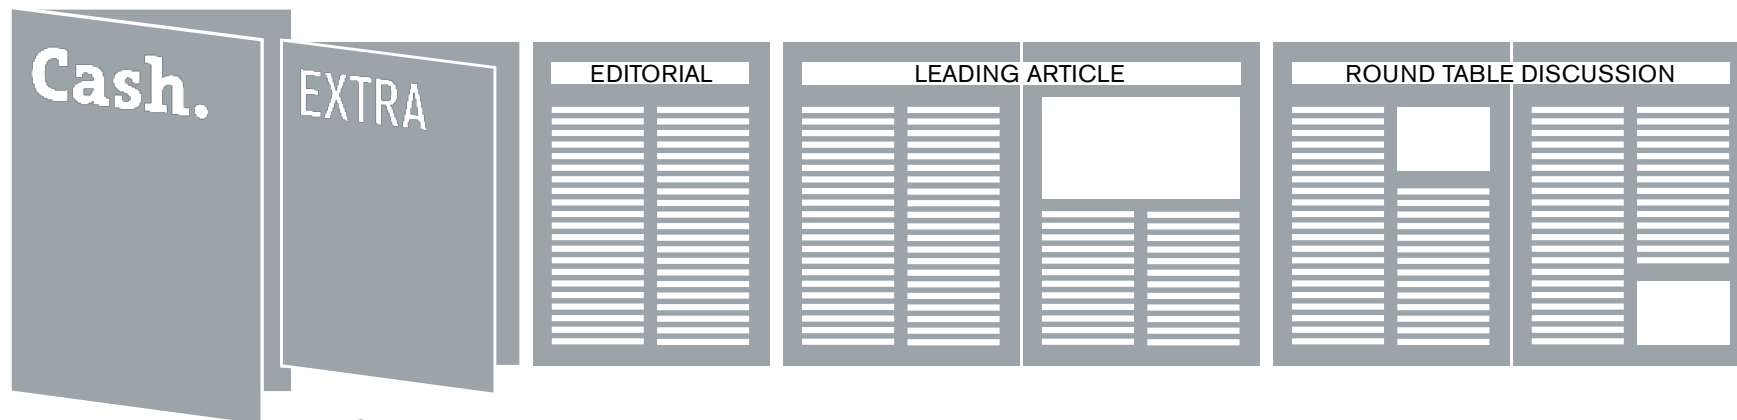 Cash.
EXTRA
EDITORIAL
LEADING ARTICLE
ROUND TABLE DISCUSSION